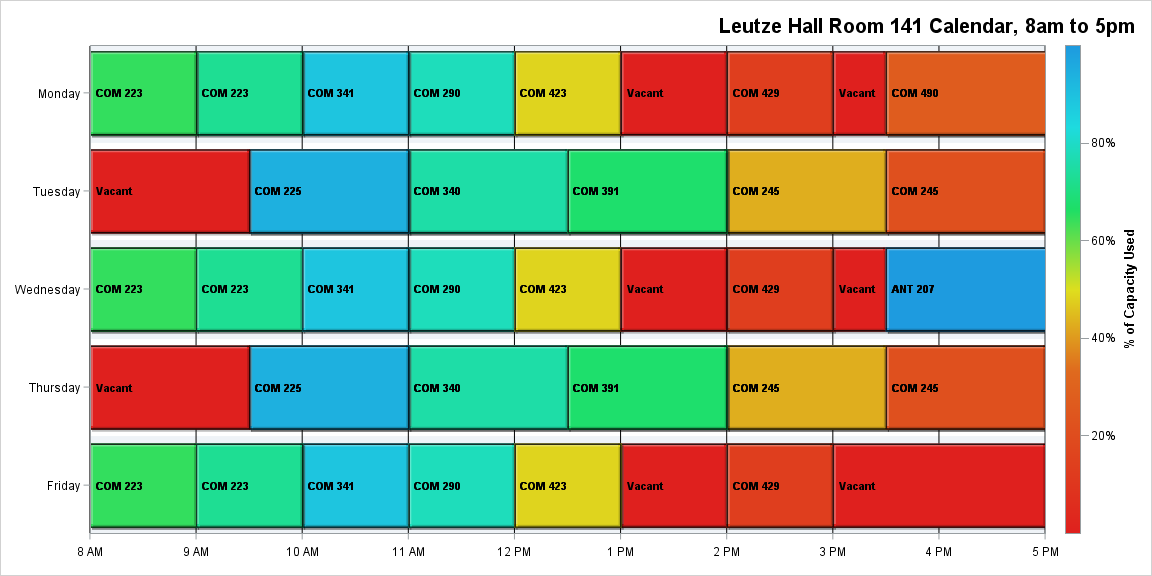 Leutze Hall Room 141 Calendar, 8am to 5pm
Monday
COM 223
COM 223
COM 341
COM 290
COM 423
Vacant
COM 429
Vacant
COM 490
Tuesday
Vacant
COM 225
COM 340
COM 391
COM 245
COM 245
Wednesday
COM 223
COM 223
COM 341
COM 290
COM 423
Vacant
COM 429
Vacant
ANT 207
Thursday
Vacant
COM 225
COM 340
COM 391
COM 245
COM 245
Friday
COM 223
COM 223
COM 341
COM 290
COM 423
Vacant
COM 429
Vacant
8 AM
9 AM
10 AM
11 AM
12 PM
1 PM
2 PM
3 PM
4 PM
5 PM
80%
60%
40%
20%
% of Capacity Used